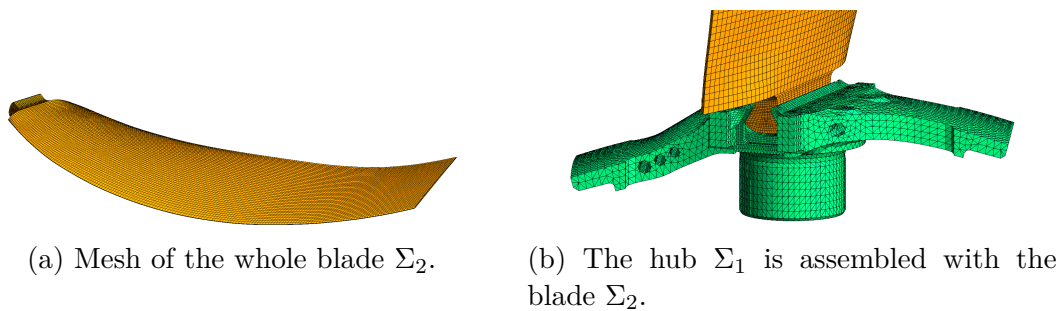 (a) Mesh of the whole blade Σ₂.
(b) The hub Σ₁ is assembled with the
blade Σ₂.